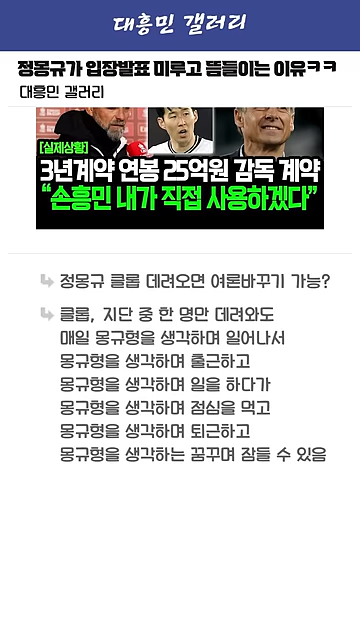 대흥민 갤러리
정몽규가 입장발표 미루고 뜸들이는 이유ㅋㅋ
대흥민 갤러리
[실제상황]
3년계약 연봉 25억원 감독 계약
“손흥민 내가 직접 사용하겠다”
정몽규 클롭 데려오면 여론바꾸기 가능?
클롭, 지단 중 한 명만 데려와도
매일 몽규형을 생각하며 일어나서
몽규형을 생각하며 출근하고
몽규형을 생각하며 일을 하다가
몽규형을 생각하며 점심을 먹고
몽규형을 생각하며 퇴근하고
몽규형을 생각하는 꿈꾸며 잠들 수 있음